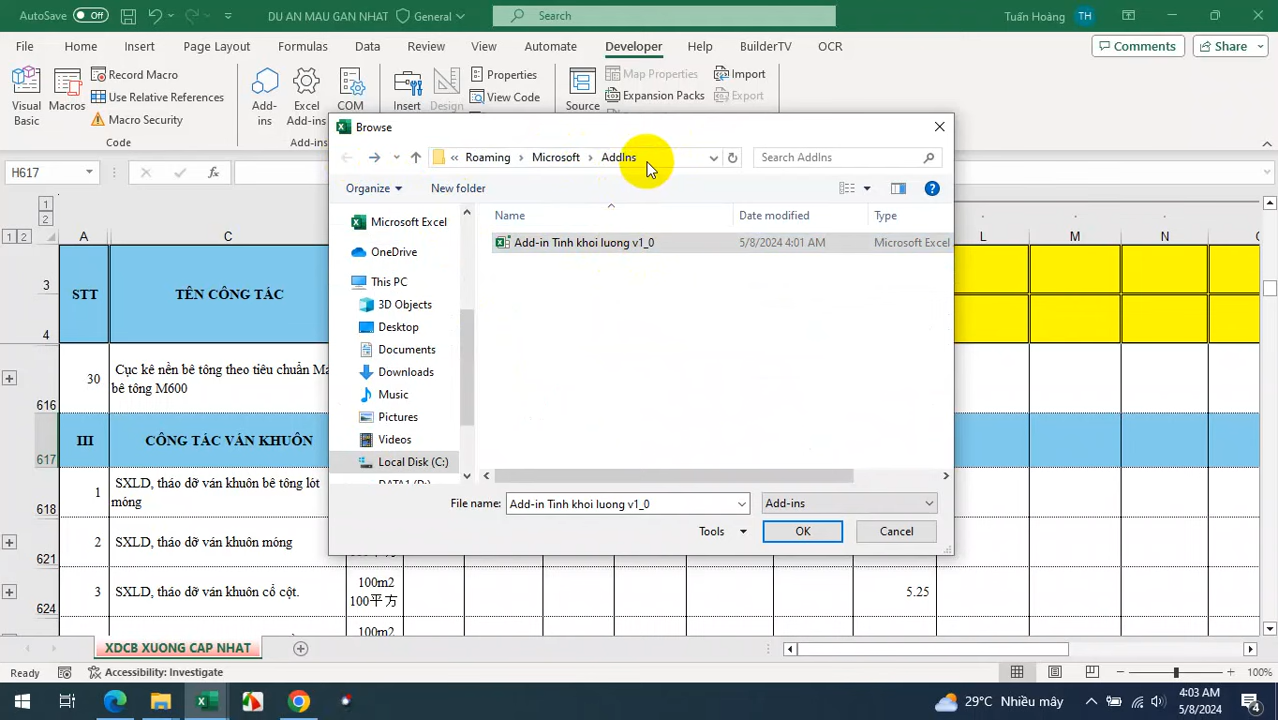 AutoSave Off DU AN MAU GAN NHAT General Search Tuấn Hoàng TH
File Home Insert Page Layout Formulas Data Review View Automate Developer Help BuilderTV OCR Comments Share
Visual Basic
Macros
Record Macro
Use Relative References
Macro Security
Code
Add-ins
Excel Add-ins
COM
Add-ins
Insert
Design
Properties
View Code
Source
Map Properties
Expansion Packs
Import
Export
H617
Browse
« Roaming > Microsoft > AddIns Search AddIns
Organize New folder
Name Date modified Type
Add-in Tinh khoi luong v1_0 5/8/2024 4:01 AM Microsoft Excel
Microsoft Excel
OneDrive
This PC
3D Objects
Desktop
Documents
Downloads
Music
Pictures
Videos
Local Disk (C:)
DATA1 (D:)
File name: Add-in Tinh khoi luong v1_0 Add-ins
Tools OK Cancel
1
2
1 2 A C L M N
3
4
STT TÊN CÔNG TÁC
30 Cục kê nền bê tông theo tiêu chuẩn
bê tông M600
616
III CÔNG TÁC VÁN KHUÔN
617
1 SXLD, tháo dỡ ván khuôn bê tông lót
móng
618
2 SXLD, tháo dỡ ván khuôn móng
621
3 SXLD, tháo dỡ ván khuôn cổ cột. 100m2
100平方
5.25
624
100m2
XDCB XUONG CAP NHAT
Ready Accessibility: Investigate 100%
29°C Nhiều mây 4:03 AM
5/8/2024
4